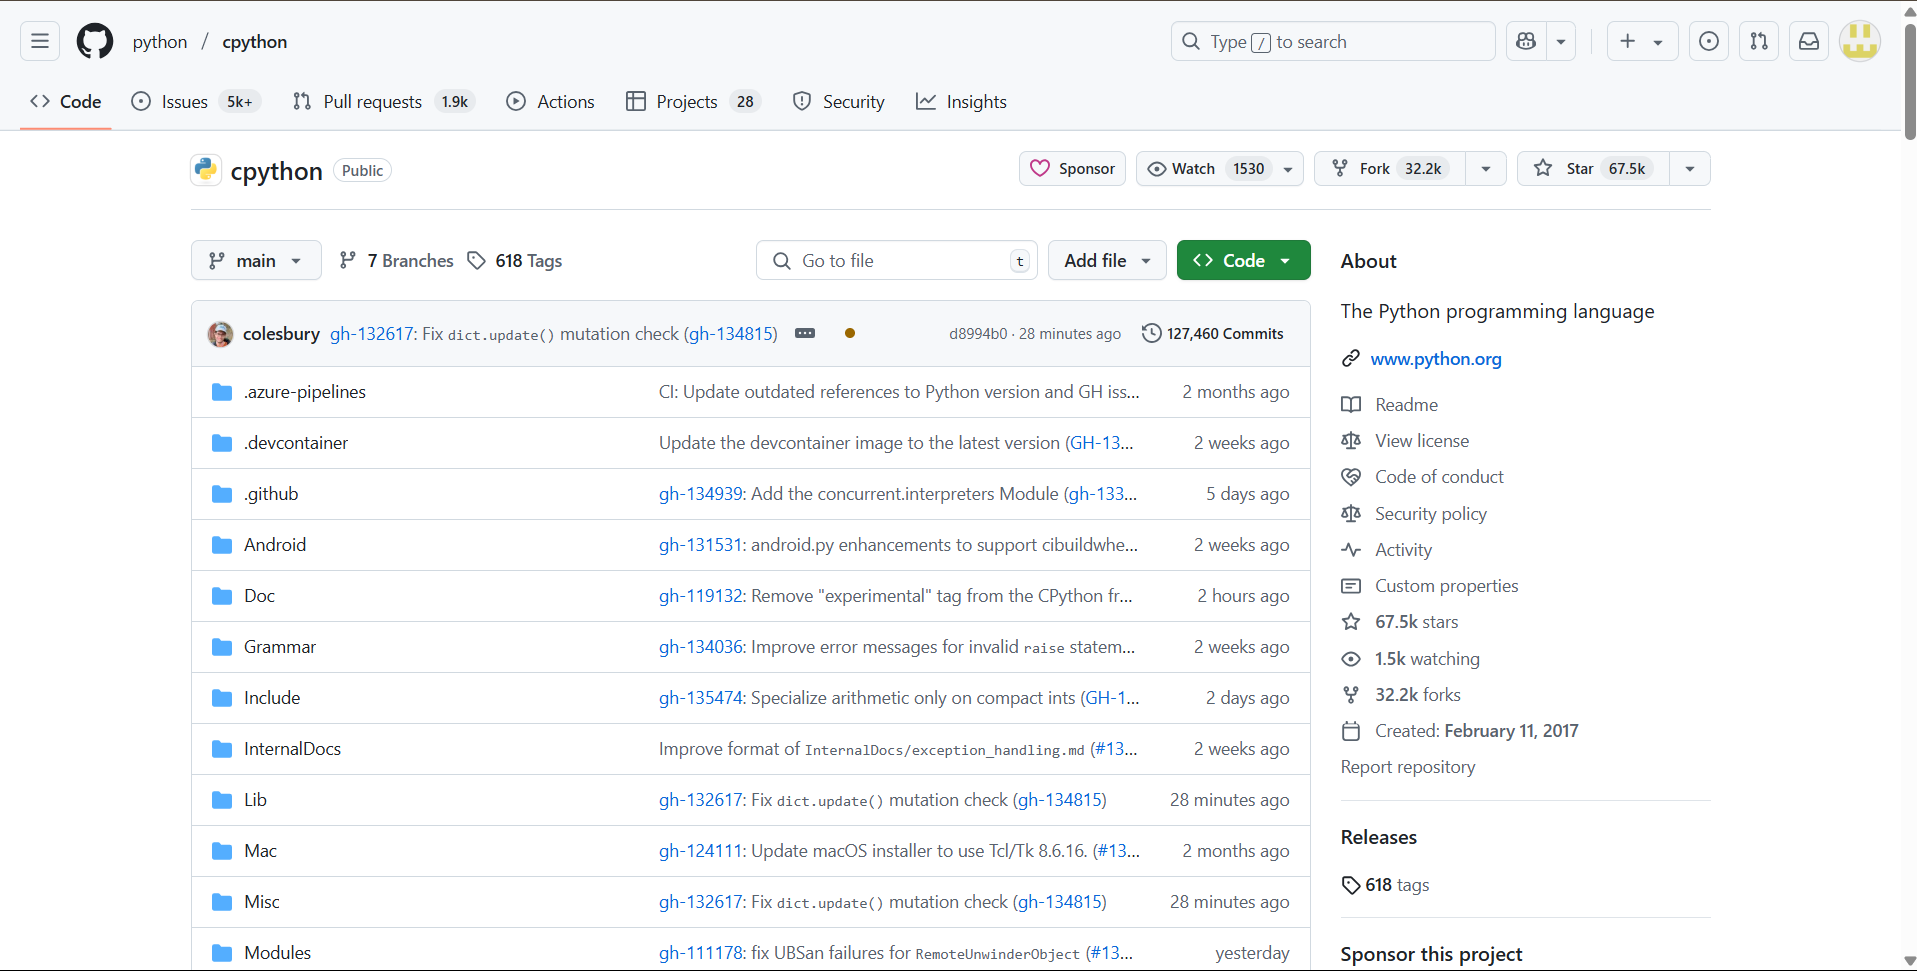 python / cpython
Type / to search
Code
Issues 5k+
Pull requests 1.9k
Actions
Projects 28
Security
Insights
cpython Public
Sponsor
Watch 1530
Fork 32.2k
Star 67.5k
main
7 Branches
618 Tags
Go to file t
Add file
Code
colesbury gh-132617: Fix dict.update() mutation check (gh-134815) d8994b0 · 28 minutes ago 127,460 Commits
.azure-pipelines CI: Update outdated references to Python version and GH iss... 2 months ago
.devcontainer Update the devcontainer image to the latest version (GH-13... 2 weeks ago
.github gh-134939: Add the concurrent.interpreters Module (gh-133... 5 days ago
Android gh-131531: android.py enhancements to support cibuildwhe... 2 weeks ago
Doc gh-119132: Remove "experimental" tag from the CPython fr... 2 hours ago
Grammar gh-134036: Improve error messages for invalid raise statem... 2 weeks ago
Include gh-135474: Specialize arithmetic only on compact ints (GH-1... 2 days ago
InternalDocs Improve format of InternalDocs/exception_handling.md (#13... 2 weeks ago
Lib gh-132617: Fix dict.update() mutation check (gh-134815) 28 minutes ago
Mac gh-124111: Update macOS installer to use Tcl/Tk 8.6.16. (#13... 2 months ago
Misc gh-132617: Fix dict.update() mutation check (gh-134815) 28 minutes ago
Modules gh-111178: fix UBSan failures for RemoteUnwinderObject (#13... yesterday
About
The Python programming language
www.python.org
Readme
View license
Code of conduct
Security policy
Activity
Custom properties
67.5k stars
1.5k watching
32.2k forks
Created: February 11, 2017
Report repository
Releases
618 tags
Sponsor this project